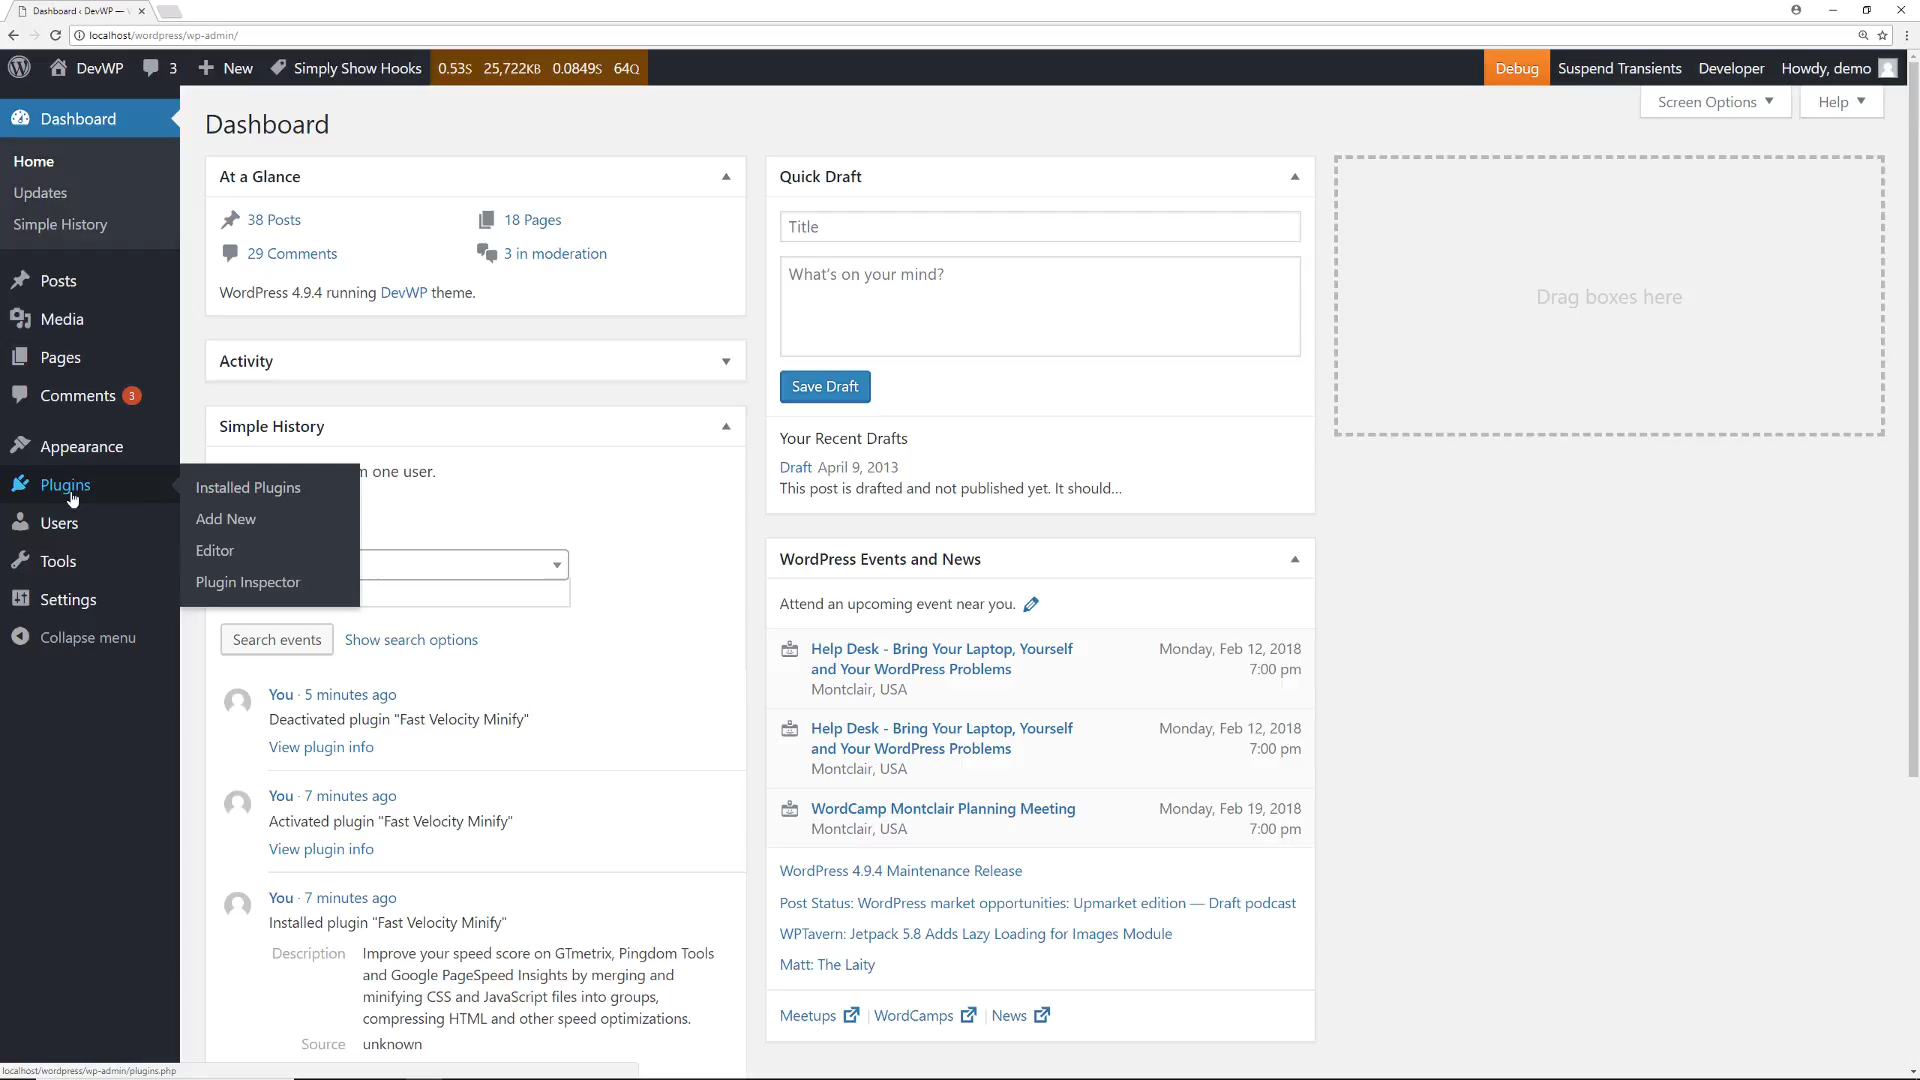 Dashboard ‹ DevWP —
localhost/wordpress/wp-admin/
DevWP 3 New Simply Show Hooks 0.53S 25,722KB 0.0849S 64Q Debug Suspend Transients Developer Howdy, demo
Screen Options Help
Dashboard
Home
Updates
Simple History
Posts
Media
Pages
Comments 3
Appearance
Plugins
Users
Tools
Settings
Collapse menu
Installed Plugins
Add New
Editor
Plugin Inspector
Dashboard
At a Glance
38 Posts 18 Pages
29 Comments 3 in moderation
WordPress 4.9.4 running DevWP theme.
Activity
Simple History
one user.
Search events Show search options
You · 5 minutes ago
Deactivated plugin "Fast Velocity Minify"
View plugin info
You · 7 minutes ago
Activated plugin "Fast Velocity Minify"
View plugin info
You · 7 minutes ago
Installed plugin "Fast Velocity Minify"
Description Improve your speed score on GTmetrix, Pingdom Tools
and Google PageSpeed Insights by merging and
minifying CSS and JavaScript files into groups,
compressing HTML and other speed optimizations.
Source unknown
Quick Draft
Title
What's on your mind?
Save Draft
Your Recent Drafts
Draft April 9, 2013
This post is drafted and not published yet. It should…
WordPress Events and News
Attend an upcoming event near you.
Help Desk - Bring Your Laptop, Yourself Monday, Feb 12, 2018
and Your WordPress Problems 7:00 pm
Montclair, USA
Help Desk - Bring Your Laptop, Yourself Monday, Feb 12, 2018
and Your WordPress Problems 7:00 pm
Montclair, USA
WordCamp Montclair Planning Meeting Monday, Feb 19, 2018
Montclair, USA 7:00 pm
WordPress 4.9.4 Maintenance Release
Post Status: WordPress market opportunities: Upmarket edition — Draft podcast
WPTavern: Jetpack 5.8 Adds Lazy Loading for Images Module
Matt: The Laity
Meetups | WordCamps | News
Drag boxes here
localhost/wordpress/wp-admin/plugins.php